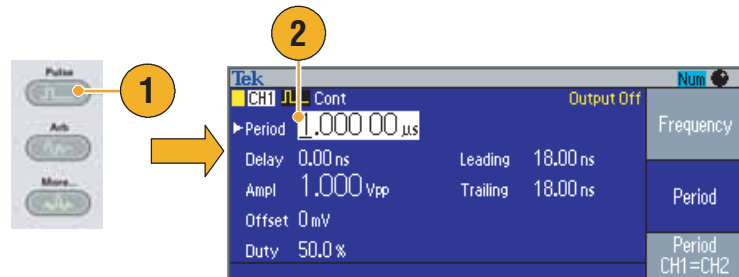 2
Pulse
1
Arb
More...
Tek
Num
CH1 Cont
Output Off
Period 1.000 00 µs
Delay 0.00 ns
Leading 18.00 ns
Ampl 1.000 Vpp
Trailing 18.00 ns
Offset 0 mV
Duty 50.0 %
Frequency
Period
Period
CH1=CH2